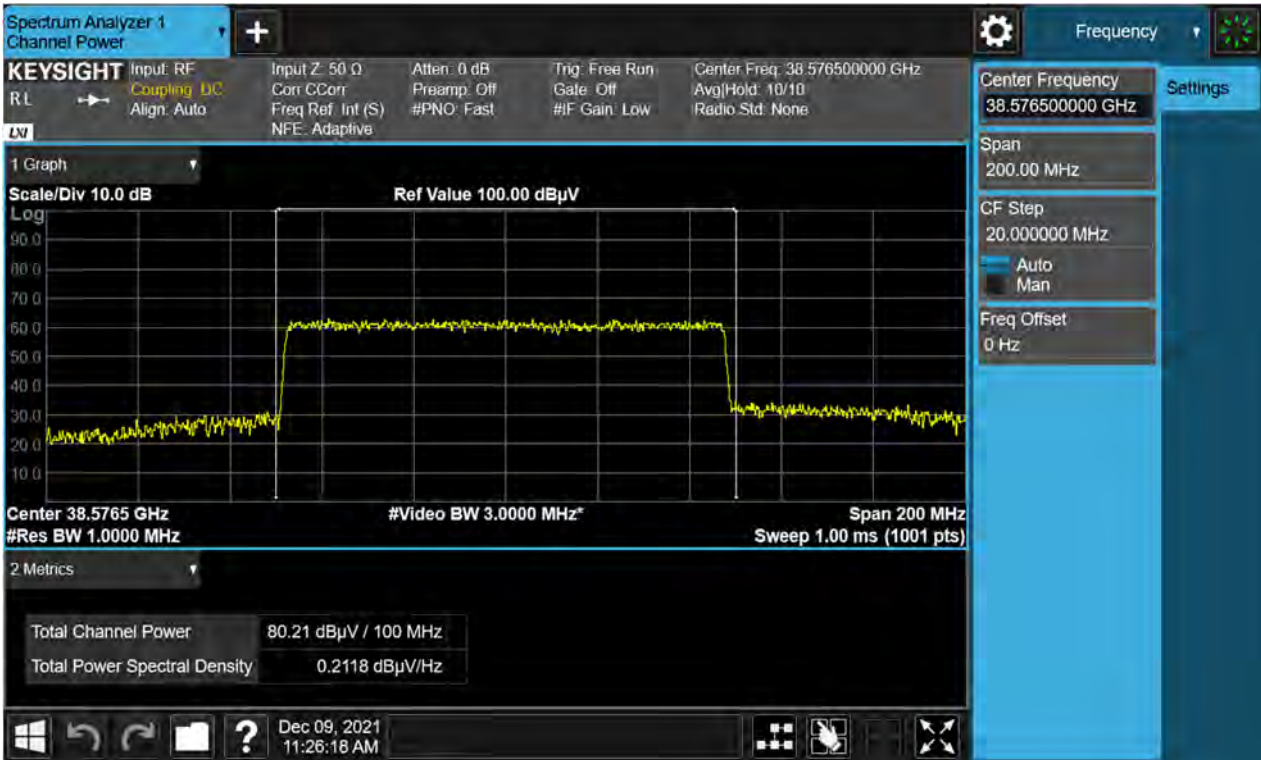 Spectrum Analyzer 1
Channel Power
+
Frequency
KEYSIGHT
R L
LXI
Input: RF
Coupling: DC
Align: Auto
Input Z: 50 Ω
Corr CCorr
Freq Ref: Int (S)
NFE: Adaptive
Atten: 0 dB
Preamp: Off
#PNO: Fast
Trig: Free Run
Gate: Off
#IF Gain: Low
Center Freq: 38.576500000 GHz
Avg|Hold: 10/10
Radio Std: None
Center Frequency
38.576500000 GHz
Settings
Span
200.00 MHz
CF Step
20.000000 MHz
Auto
Man
Freq Offset
0 Hz
1 Graph
Scale/Div 10.0 dB
Ref Value 100.00 dBµV
Log
90.0
80.0
70.0
60.0
50.0
40.0
30.0
20.0
10.0
Center 38.5765 GHz
#Video BW 3.0000 MHz*
Span 200 MHz
#Res BW 1.0000 MHz
Sweep 1.00 ms (1001 pts)
2 Metrics
Total Channel Power
80.21 dBµV / 100 MHz
Total Power Spectral Density
0.2118 dBµV/Hz
?
Dec 09, 2021
11:26:18 AM